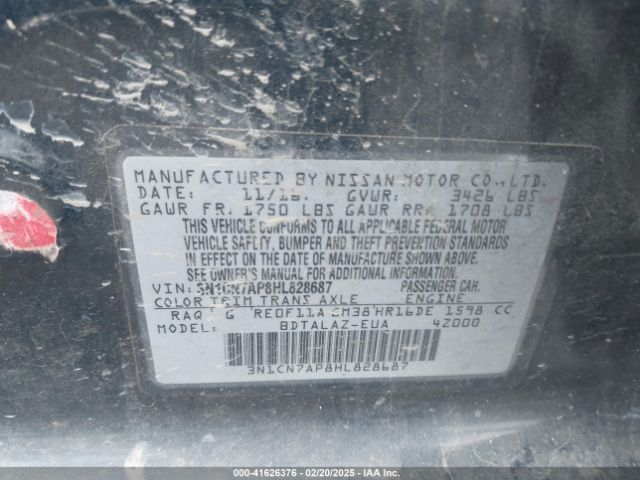 MANUFACTURED BY NISSAN MOTOR CO., LTD.
DATE: 11/16. GVWR: 3426 LBS
GAWR FR. 1750 LBS GAWR RR. 1708 LBS
THIS VEHICLE CONFORMS TO ALL APPLICABLE FEDERAL MOTOR
VEHICLE SAFETY, BUMPER AND THEFT PREVENTION STANDARDS
IN EFFECT ON THE DATE OF MANUFACTURE SHOWN ABOVE.
SEE OWNER'S MANUAL FOR ADDITIONAL INFORMATION.
VIN: 3N1CN7AP8HL828687 PASSENGER CAR.
COLOR TRIM TRANS AXLE ENGINE
RAQ G RE0F11A CM38 HR16DE 1598 CC
MODEL: BDTALAZ-EUA 4Z000
3N1CN7AP8HL828687
000-41626376 - 02/20/2025 - IAA Inc.